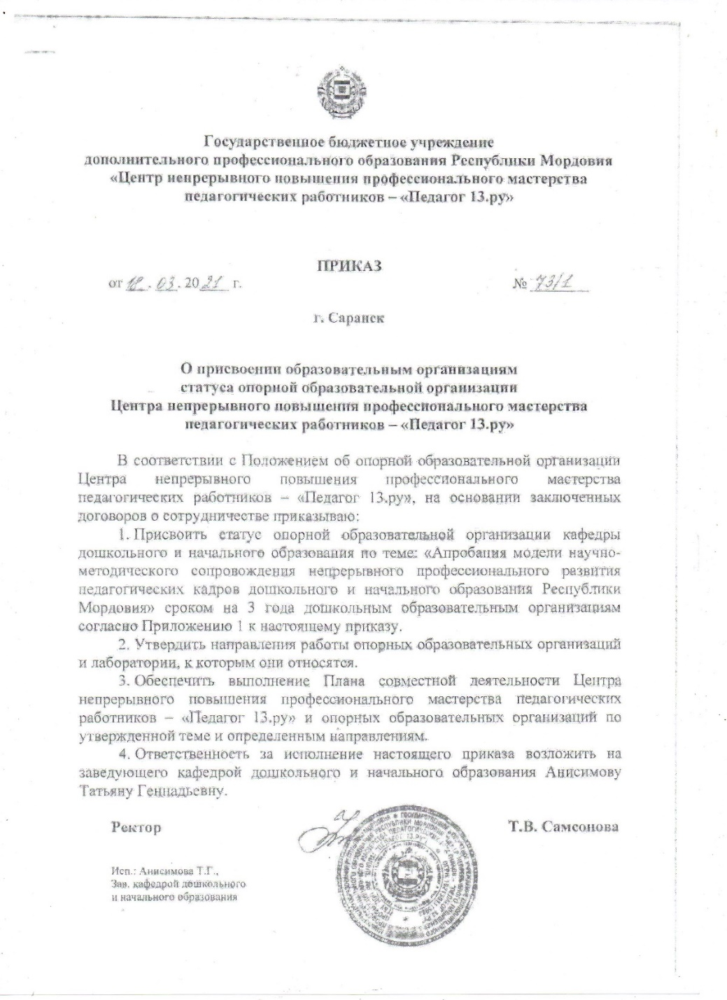 Государственное бюджетное учреждение
дополнительного профессионального образования Республики Мордовия
«Центр непрерывного повышения профессионального мастерства
педагогических работников – «Педагог 13.ру»
ПРИКАЗ
от 18. 03. 2021 г. № 73/1
г. Саранск
О присвоении образовательным организациям
статуса опорной образовательной организации
Центра непрерывного повышения профессионального мастерства
педагогических работников – «Педагог 13.ру»
В соответствии с Положением об опорной образовательной организации
Центра непрерывного повышения профессионального мастерства
педагогических работников – «Педагог 13.ру», на основании заключенных
договоров о сотрудничестве приказываю:
1. Присвоить статус опорной образовательной организации кафедры
дошкольного и начального образования по теме: «Апробация модели научно-
методического сопровождения непрерывного профессионального развития
педагогических кадров дошкольного и начального образования Республики
Мордовия» сроком на 3 года дошкольным образовательным организациям
согласно Приложению 1 к настоящему приказу.
2. Утвердить направления работы опорных образовательных организаций
и лаборатории, к которым они относятся.
3. Обеспечить выполнение Плана совместной деятельности Центра
непрерывного повышения профессионального мастерства педагогических
работников – «Педагог 13.ру» и опорных образовательных организаций по
утвержденной теме и определенным направлениям.
4. Ответственность за исполнение настоящего приказа возложить на
заведующего кафедрой дошкольного и начального образования Анисимову
Татьяну Геннадьевну.
Ректор Т.В. Самсонова
Исп.: Анисимова Т.Г.,
Зав. кафедрой дошкольного
и начального образования